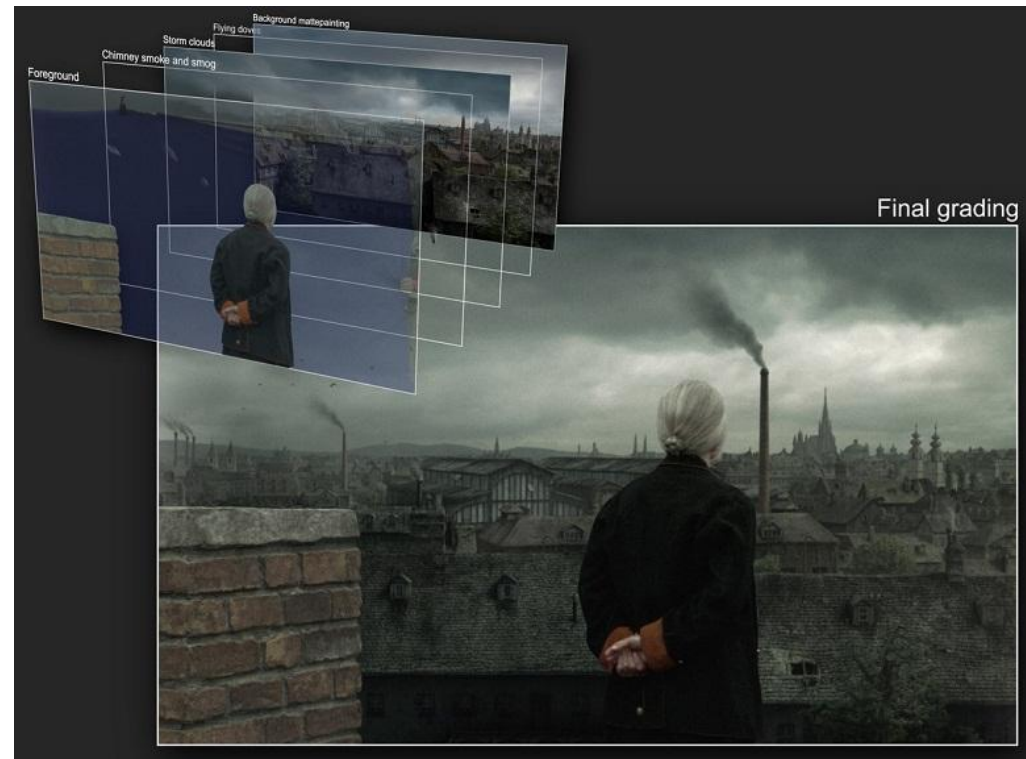 Background mattepainting
Flying doves
Storm clouds
Chimney smoke and smog
Foreground
Final grading